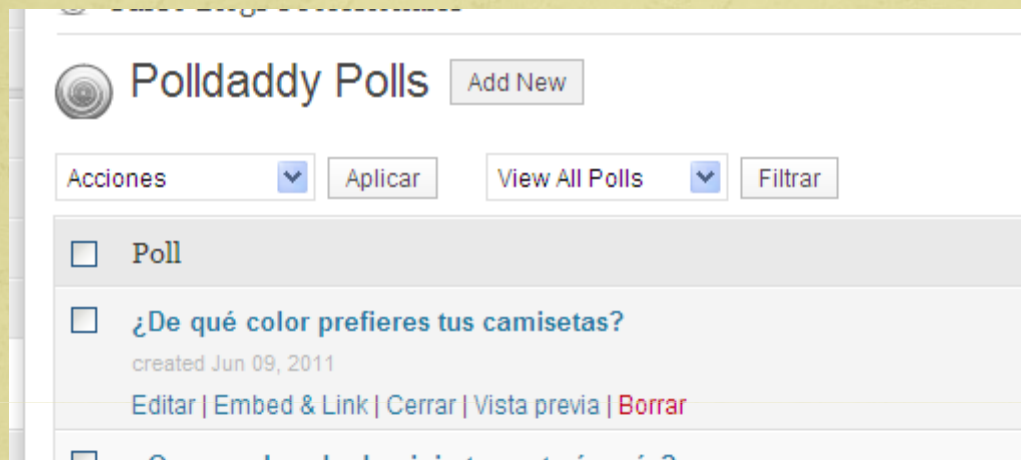 Polldaddy Polls Add New
Acciones Aplicar View All Polls Filtrar
Poll
¿De qué color prefieres tus camisetas?
created Jun 09, 2011
Editar | Embed & Link | Cerrar | Vista previa | Borrar